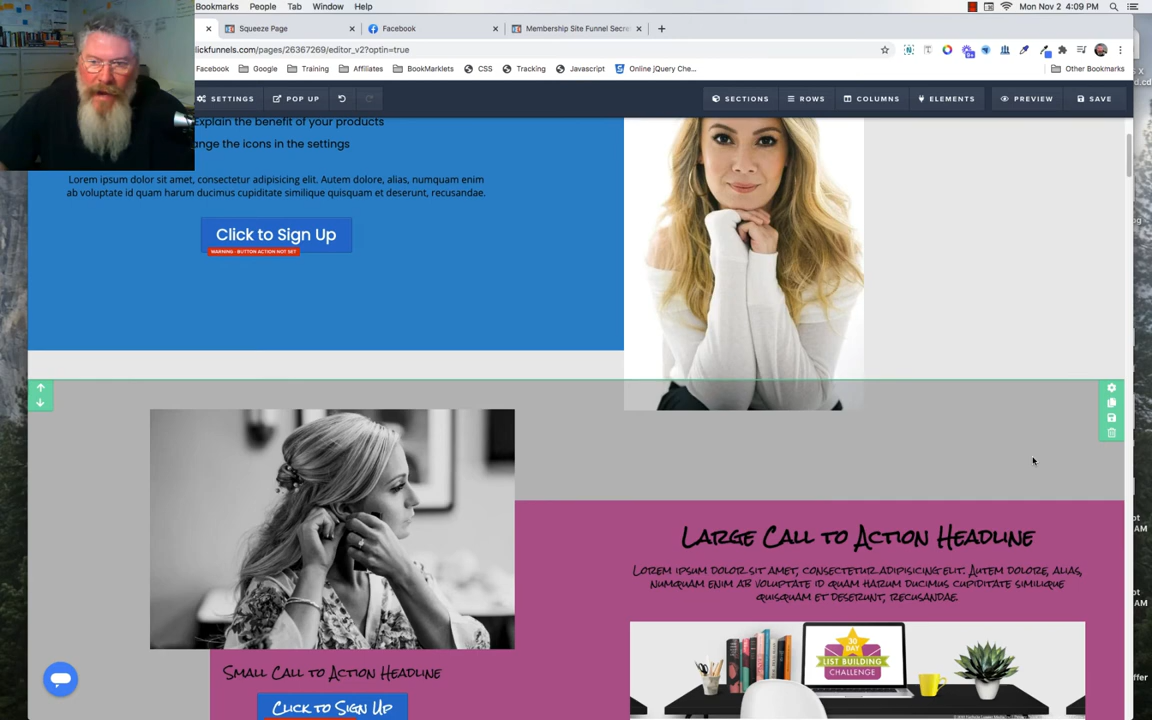 Bookmarks People Tab Window Help
Mon Nov 2 4:09 PM
Squeeze Page
Facebook
Membership Site Funnel Secre
lickfunnels.com/pages/26367269/editor_v2?optin=true
Facebook Google Training Affiliates BookMarklets CSS Tracking Javascript Online jQuery Che... Other Bookmarks
SETTINGS POP UP SECTIONS ROWS COLUMNS ELEMENTS PREVIEW SAVE
Explain the benefit of your products
ange the icons in the settings
Lorem ipsum dolor sit amet, consectetur adipisicing elit. Autem dolore, alias, numquam enim
ab voluptate id quam harum ducimus cupiditate similique quisquam et deserunt, recusandae.
Click to Sign Up
WARNING - BUTTON ACTION NOT SET
Large Call to Action Headline
Lorem ipsum dolor sit amet, consectetur adipisicing elit. Autem dolore, alias,
numquam enim ab voluptate id quam harum ducimus cupiditate similique
quisquam et deserunt, recusandae.
30
DAY
LIST BUILDING
CHALLENGE
Small Call to Action Headline
Click to Sign Up